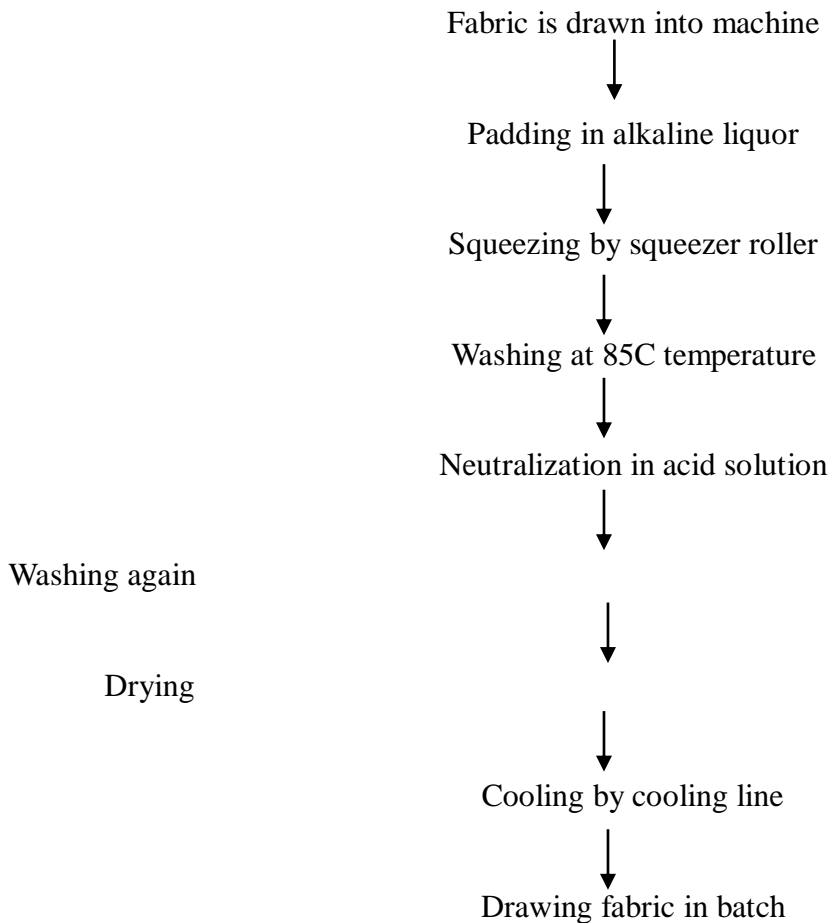 Fabric is drawn into machine
Padding in alkaline liquor
Squeezing by squeezer roller
Washing at 85C temperature
Neutralization in acid solution
Washing again
Drying
Cooling by cooling line
Drawing fabric in batch